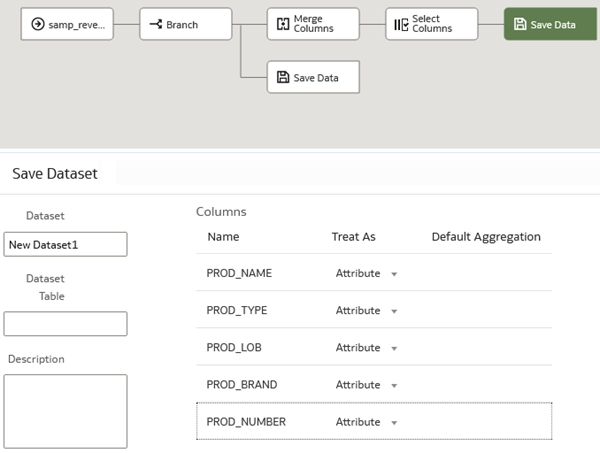 samp_reve...
Branch
Merge
Columns
Select
Columns
Save Data
Save Data
Save Dataset
Dataset
New Dataset1
Dataset
Table
Description
Columns
Name Treat As Default Aggregation
PROD_NAME Attribute
PROD_TYPE Attribute
PROD_LOB Attribute
PROD_BRAND Attribute
PROD_NUMBER Attribute